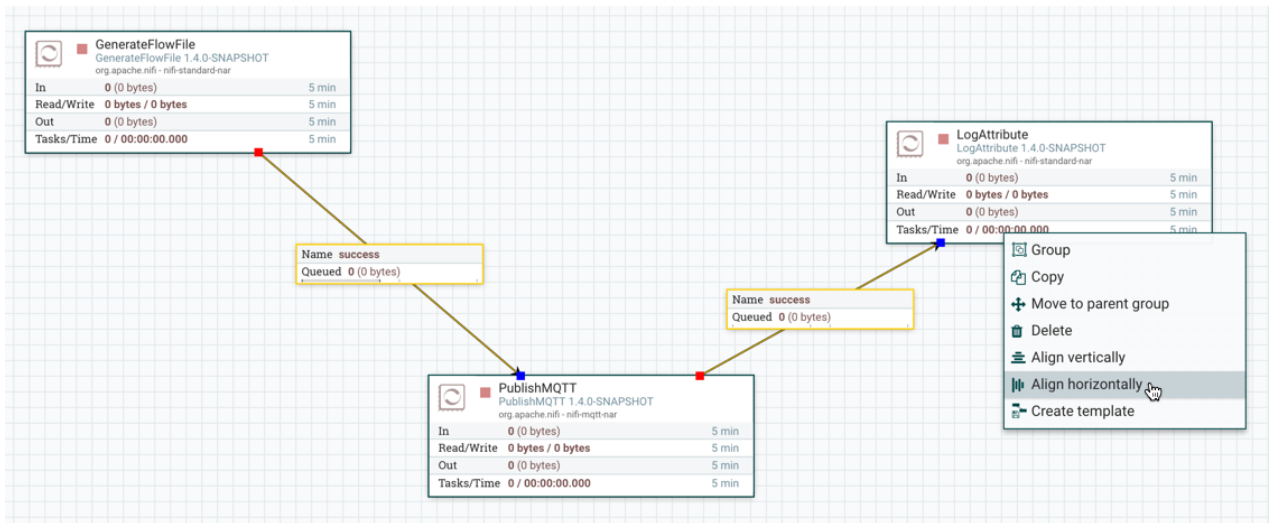 GenerateFlowFile
GenerateFlowFile 1.4.0-SNAPSHOT
org.apache.nifi - nifi-standard-nar
In 0 (0 bytes) 5 min
Read/Write 0 bytes / 0 bytes 5 min
Out 0 (0 bytes) 5 min
Tasks/Time 0 / 00:00:00.000 5 min
Name success
Queued 0 (0 bytes)
PublishMQTT
PublishMQTT 1.4.0-SNAPSHOT
org.apache.nifi - nifi-mqtt-nar
In 0 (0 bytes) 5 min
Read/Write 0 bytes / 0 bytes 5 min
Out 0 (0 bytes) 5 min
Tasks/Time 0 / 00:00:00.000 5 min
Name success
Queued 0 (0 bytes)
LogAttribute
LogAttribute 1.4.0-SNAPSHOT
org.apache.nifi - nifi-standard-nar
In 0 (0 bytes) 5 min
Read/Write 0 bytes / 0 bytes 5 min
Out 0 (0 bytes) 5 min
Tasks/Time 0 / 00:00:00.000 5 min
Group
Copy
Move to parent group
Delete
Align vertically
Align horizontally
Create template